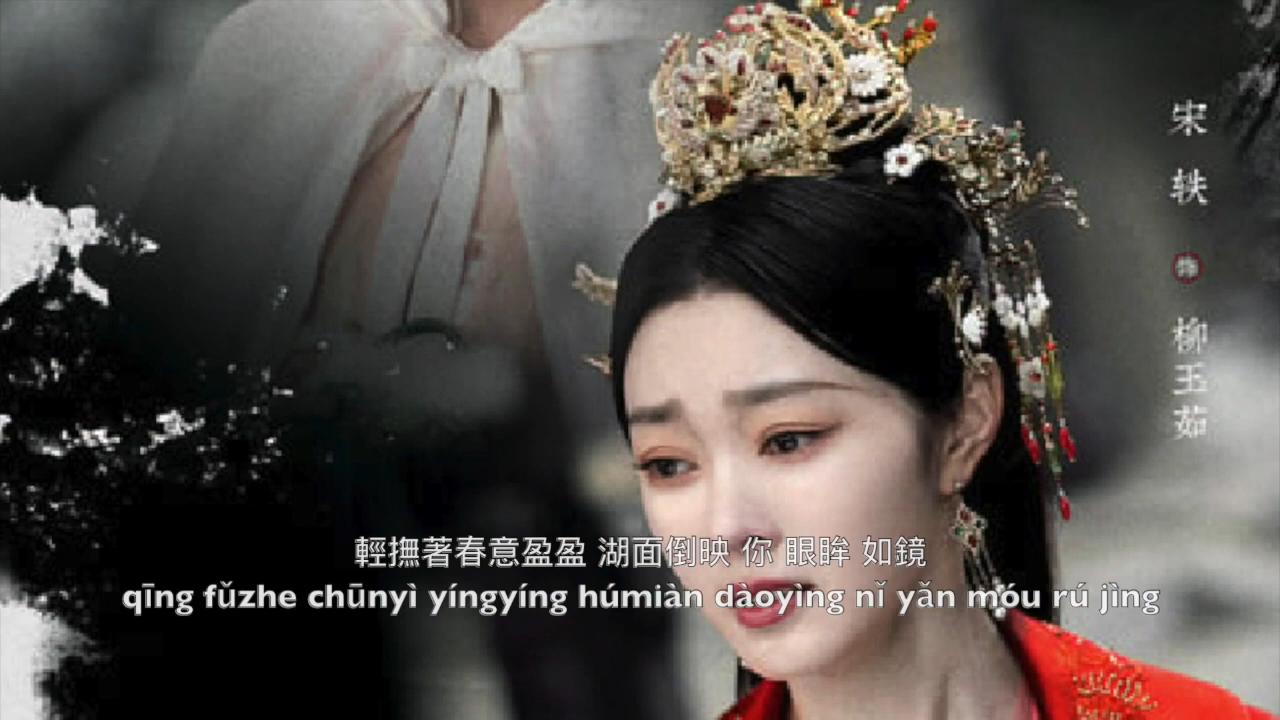 宋轶
饰
柳玉茹
輕撫著春意盈盈 湖面倒映 你 眼眸 如鏡
qīng fǔzhe chūnyì yíngyíng húmiàn dàoyìng nǐ yǎn móu rú jìng